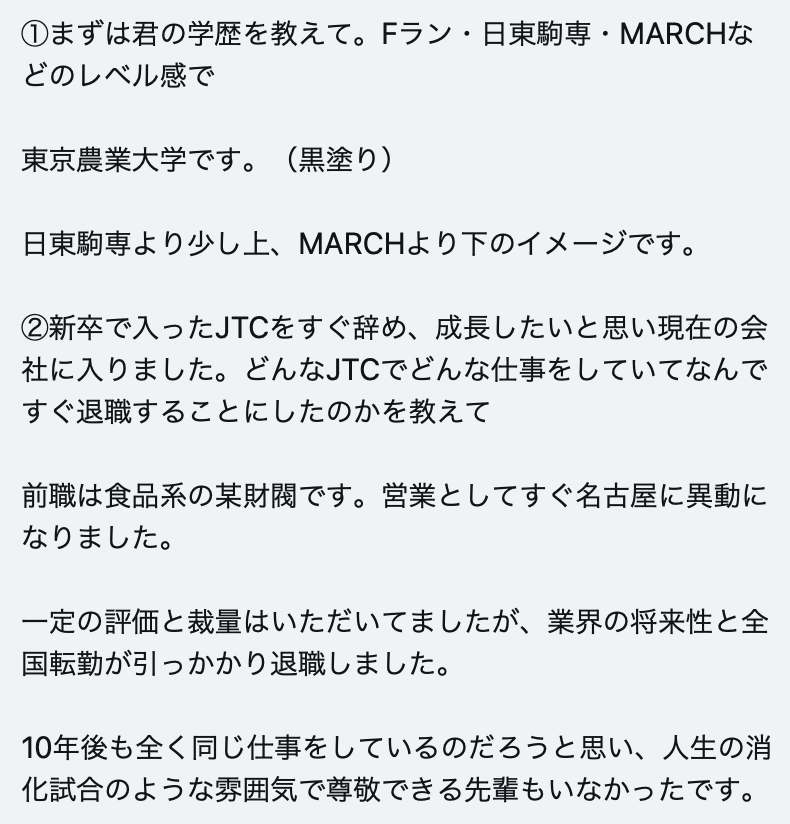 ①まずは君の学歴を教えて。Fラン・日東駒専・MARCHな
どのレベル感で
東京農業大学です。（黒塗り）
日東駒専より少し上、MARCHより下のイメージです。
②新卒で入ったJTCをすぐ辞め、成長したいと思い現在の会
社に入りました。どんなJTCでどんな仕事をしていてなんで
すぐ退職することにしたのかを教えて
前職は食品系の某財閥です。営業としてすぐ名古屋に異動に
なりました。
一定の評価と裁量はいただいてましたが、業界の将来性と全
国転勤が引っかかり退職しました。
10年後も全く同じ仕事をしているのだろうと思い、人生の消
化試合のような雰囲気で尊敬できる先輩もいなかったです。